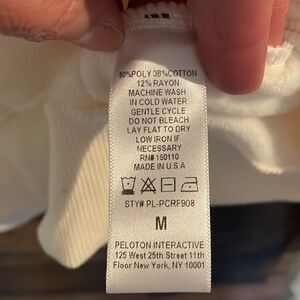 50%POLY 38%COTTON
12% RAYON
MACHINE WASH
IN COLD WATER
GENTLE CYCLE
DO NOT BLEACH
LAY FLAT TO DRY
LOW IRON IF
NECESSARY
RN# 150110
MADE IN U.S.A
STY# PL-PCRF908
M
PELOTON INTERACTIVE
125 West 25th Street 11th
Floor New York, NY 10001